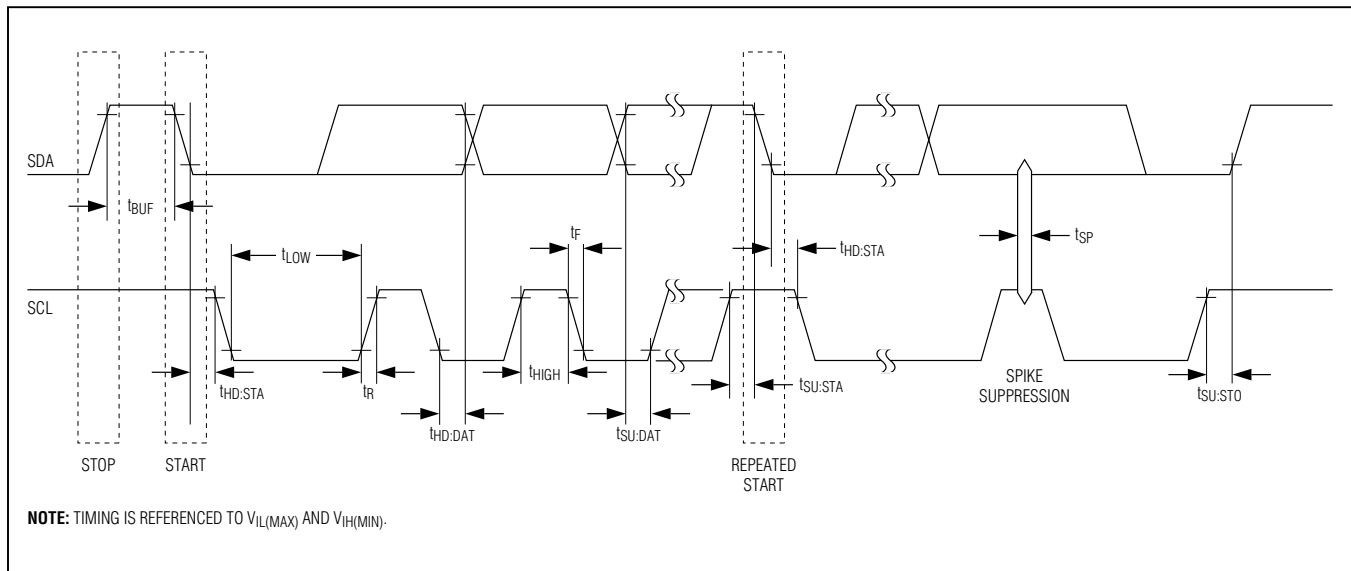 SDA
tBUF
tF
tLOW
tHD:STA
tSP
SCL
tHD:STA
tR
tHIGH
tHD:DAT
tSU:DAT
tSU:STA
SPIKE
SUPPRESSION
tSU:STO
STOP
START
REPEATED
START
NOTE: TIMING IS REFERENCED TO VIL(MAX) AND VIH(MIN).